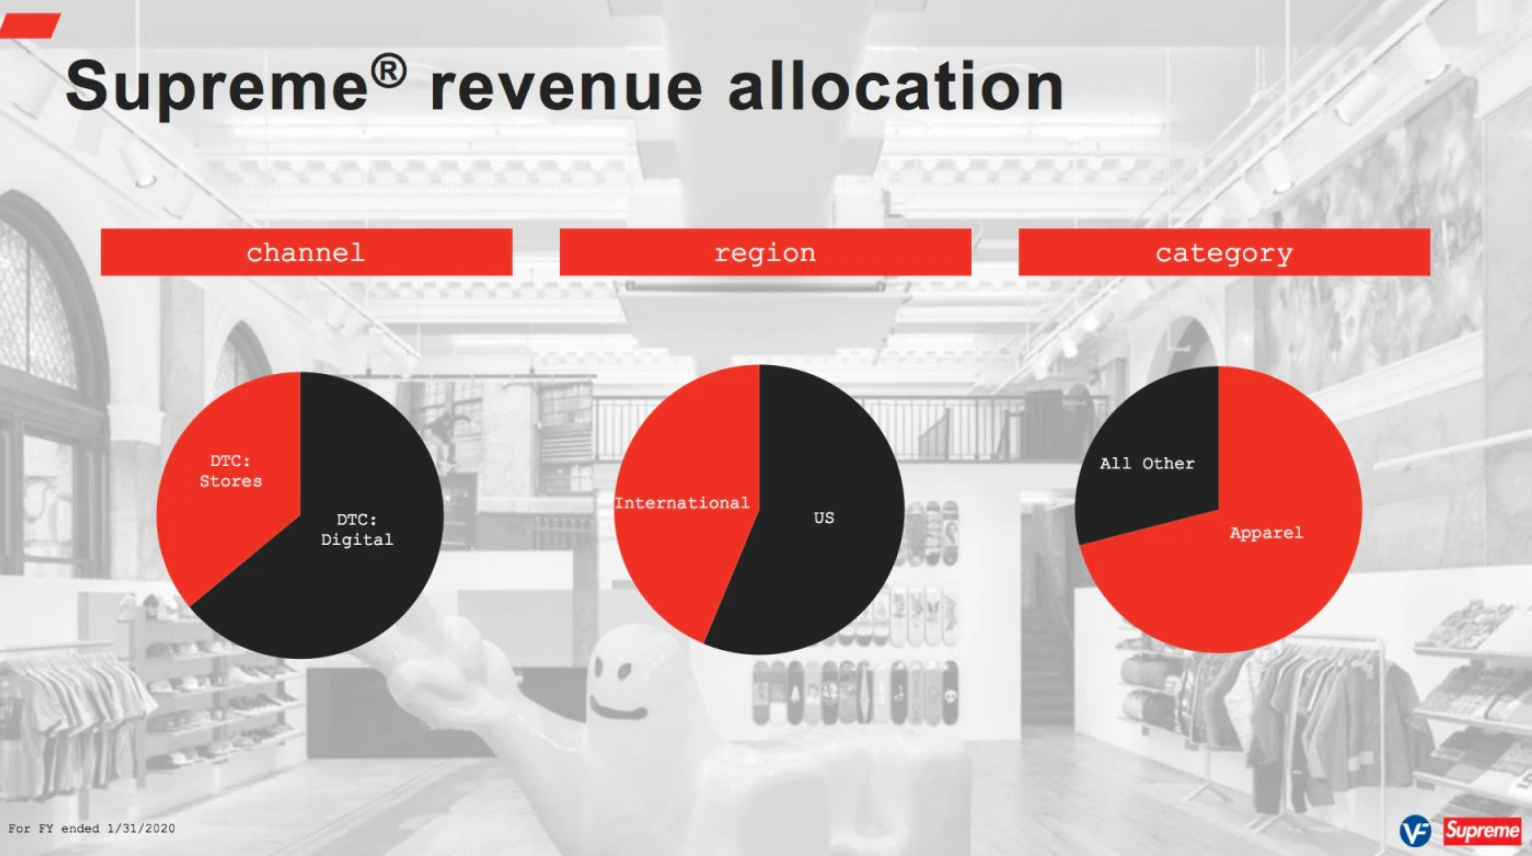 Supreme® revenue allocation
channel
region
category
DTC:
Stores
DTC:
Digital
International
US
All Other
Apparel
For FY ended 1/31/2020
VF
Supreme